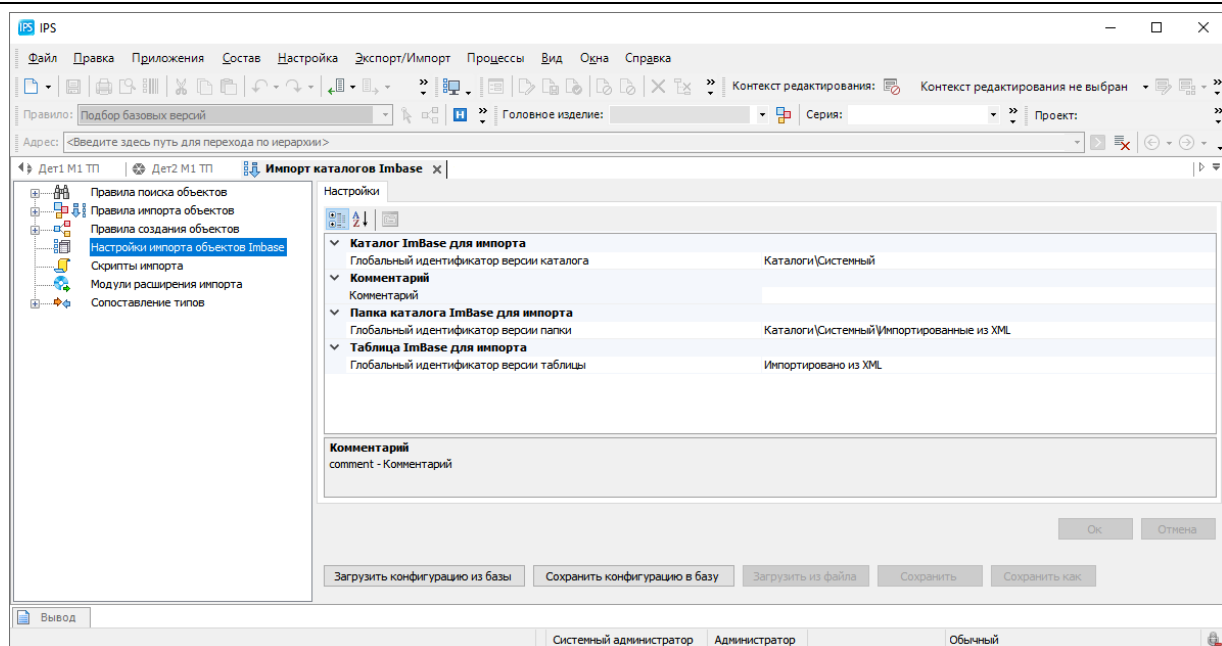 IPS IPS
Файл Правка Приложения Состав Настройка Экспорт/Импорт Процессы Вид Окна Справка
Контекст редактирования: Контекст редактирования не выбран
Правило: Подбор базовых версий Головное изделие: Серия: Проект:
Адрес: <Введите здесь путь для перехода по иерархии>
Дет1 М1 ТП Дет2 М1 ТП Импорт каталогов Imbase
Правила поиска объектов
Правила импорта объектов
Правила создания объектов
Настройки импорта объектов Imbase
Скрипты импорта
Модули расширения импорта
Сопоставление типов
Настройки
Каталог ImBase для импорта
Глобальный идентификатор версии каталога Каталоги\Системный
Комментарий
Комментарий
Папка каталога ImBase для импорта
Глобальный идентификатор версии папки Каталоги\Системный\Импортированные из XML
Таблица ImBase для импорта
Глобальный идентификатор версии таблицы Импортировано из XML
Комментарий
comment - Комментарий
Ок Отмена
Загрузить конфигурацию из базы Сохранить конфигурацию в базу Загрузить из файла Сохранить Сохранить как
Вывод
Системный администратор Администратор Обычный